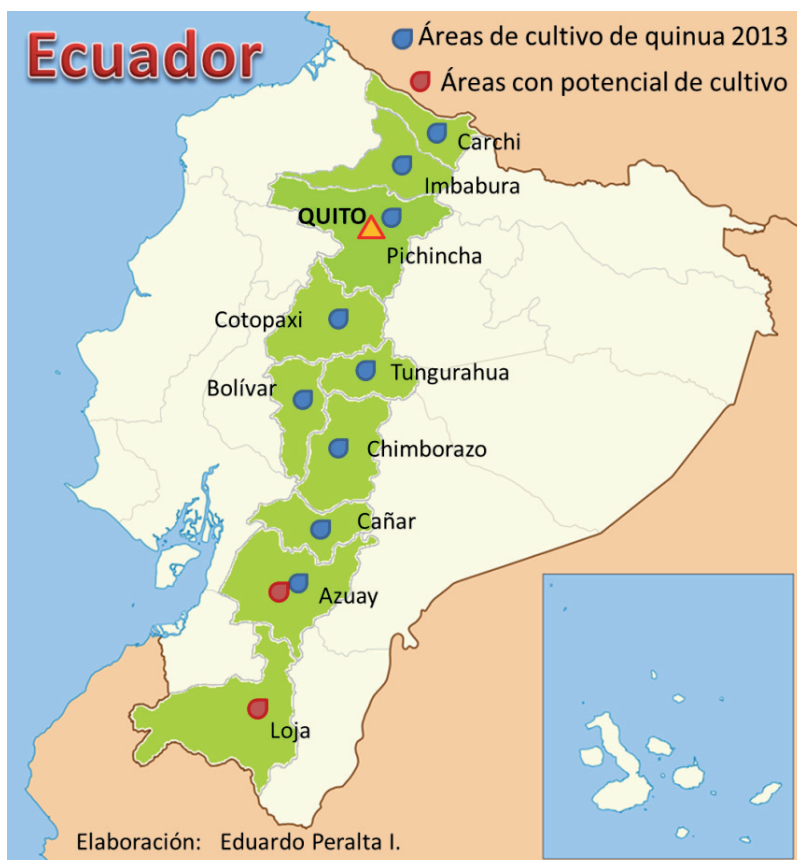 Ecuador
Áreas de cultivo de quinua 2013
Áreas con potencial de cultivo
Carchi
Imbabura
QUITO
Pichincha
Cotopaxi
Tungurahua
Bolívar
Chimborazo
Cañar
Azuay
Loja
Elaboración: Eduardo Peralta I.